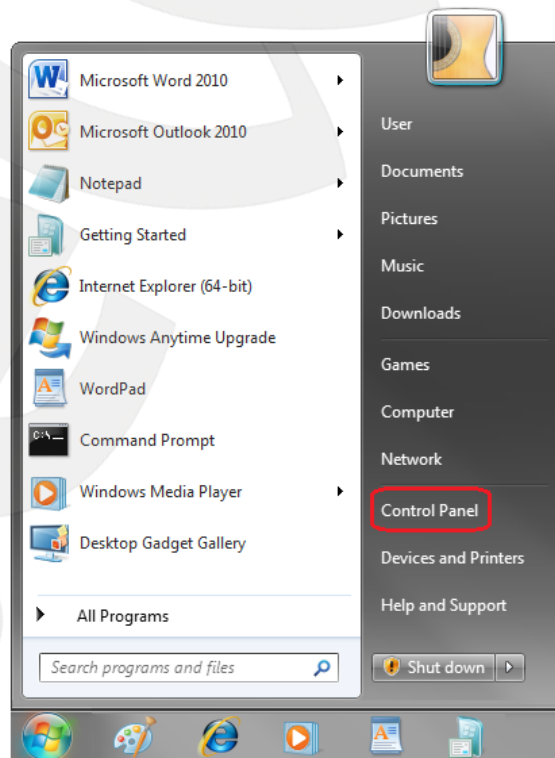 Microsoft Word 2010
Microsoft Outlook 2010
Notepad
Getting Started
Internet Explorer (64-bit)
Windows Anytime Upgrade
WordPad
C:\_
Command Prompt
Windows Media Player
Desktop Gadget Gallery
All Programs
Search programs and files
User
Documents
Pictures
Music
Downloads
Games
Computer
Network
Control Panel
Devices and Printers
Help and Support
Shut down